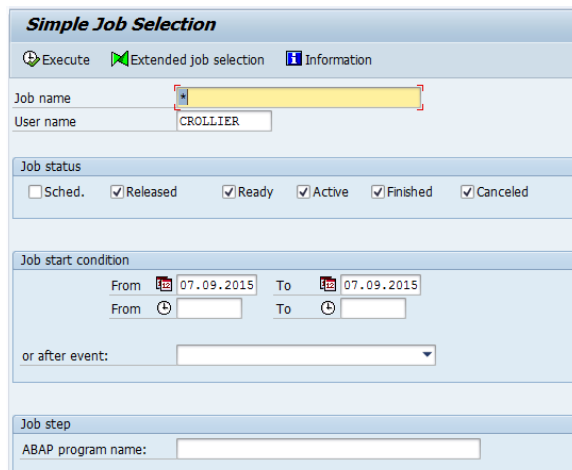 Simple Job Selection
Execute Extended job selection Information
Job name *
User name CROLLIER
Job status
Sched. Released Ready Active Finished Canceled
Job start condition
From 07.09.2015 To 07.09.2015
From To
or after event:
Job step
ABAP program name: